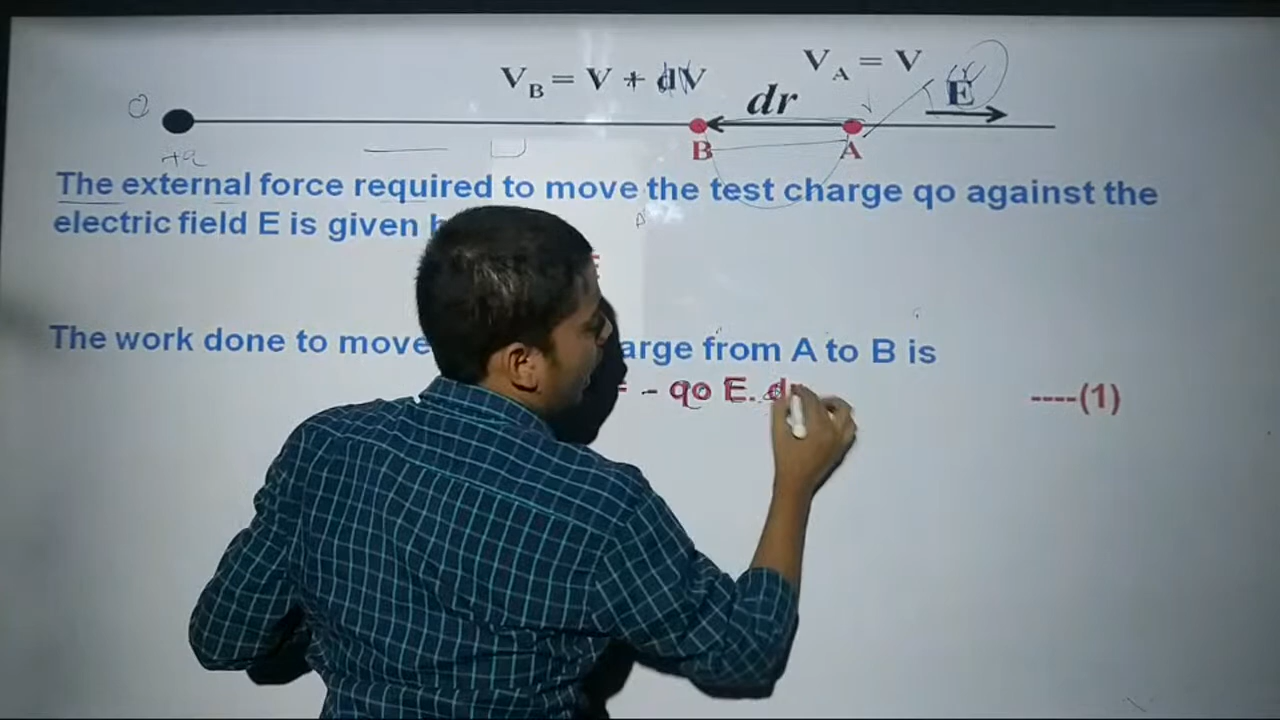 V_B = V + dV
V_A = V
dr
E
Q
+q
B
A
The external force required to move the test charge qo against the
electric field E is given
The work done to move arge from A to B is
- qo E. d
----(1)